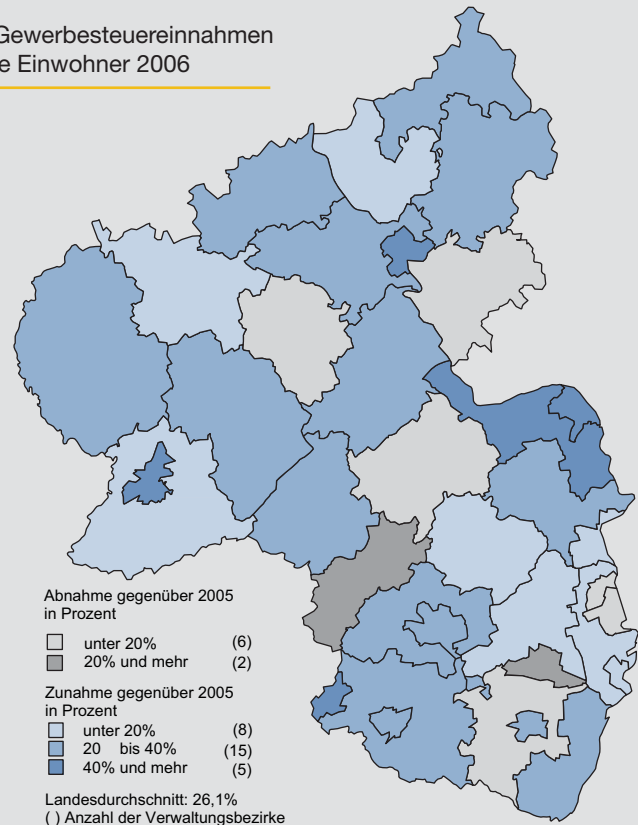 Gewerbesteuereinnahmen
e Einwohner 2006
Abnahme gegenüber 2005
in Prozent
unter 20% (6)
20% und mehr (2)
Zunahme gegenüber 2005
in Prozent
unter 20% (8)
20 bis 40% (15)
40% und mehr (5)
Landesdurchschnitt: 26,1%
( ) Anzahl der Verwaltungsbezirke